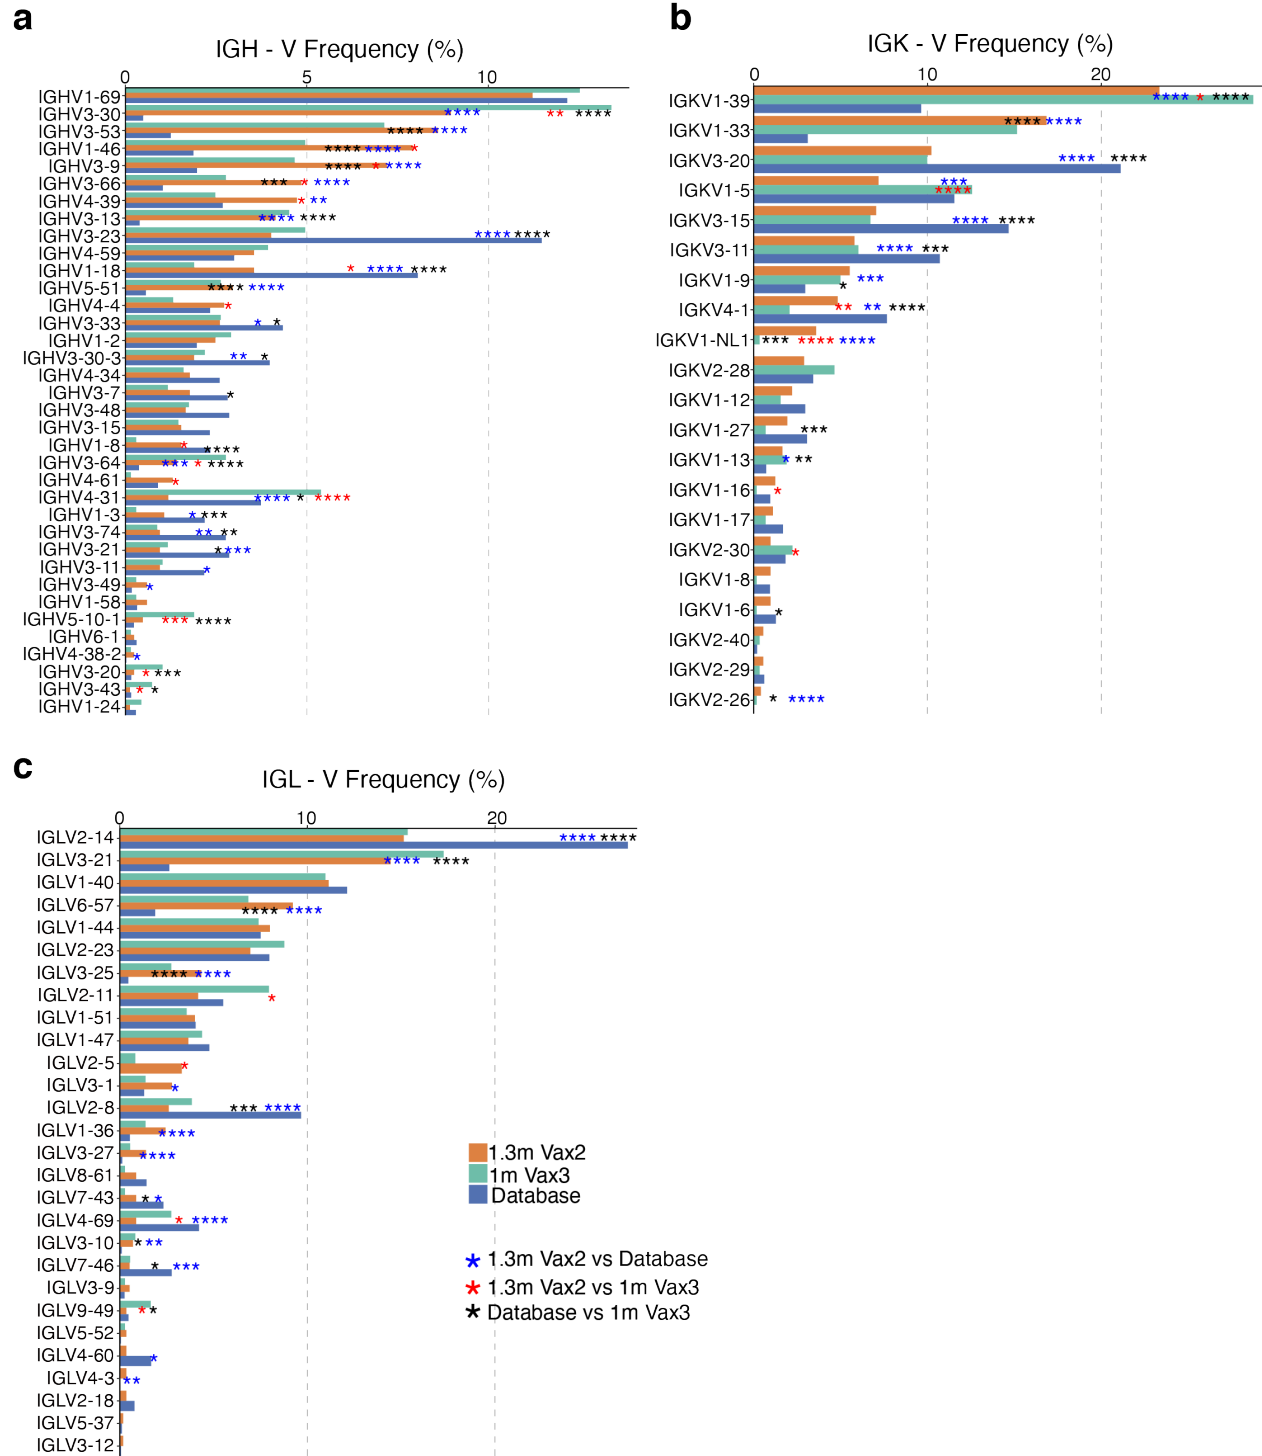 a
IGH - V Frequency (%)
0 5 10
IGHV1-69
IGHV3-30 **** ** ****
IGHV3-53 **** ****
IGHV1-46 **** **** *
IGHV3-9 **** * ****
IGHV3-66 *** * ****
IGHV4-39 * **
IGHV3-13 **** ****
IGHV3-23 **** ****
IGHV4-59
IGHV1-18 * **** ****
IGHV5-51 **** ****
IGHV4-4 *
IGHV3-33 * *
IGHV1-2
IGHV3-30-3 ** *
IGHV4-34
IGHV3-7 *
IGHV3-48
IGHV3-15
IGHV1-8 * ****
IGHV3-64 *** * ****
IGHV4-61 *
IGHV4-31 **** * ****
IGHV1-3 * ***
IGHV3-74 ** **
IGHV3-21 * ***
IGHV3-11 *
IGHV3-49 *
IGHV1-58
IGHV5-10-1 *** ****
IGHV6-1
IGHV4-38-2 *
IGHV3-20 * ***
IGHV3-43 * *
IGHV1-24
b
IGK - V Frequency (%)
0 10 20
IGKV1-39 **** * ****
IGKV1-33 **** ****
IGKV3-20 **** ****
IGKV1-5 *** ****
IGKV3-15 **** ****
IGKV3-11 **** ***
IGKV1-9 *** *
IGKV4-1 ** ** ****
IGKV1-NL1 *** **** ****
IGKV2-28
IGKV1-12
IGKV1-27 ***
IGKV1-13 * **
IGKV1-16 *
IGKV1-17
IGKV2-30 *
IGKV1-8
IGKV1-6 *
IGKV2-40
IGKV2-29
IGKV2-26 * ****
c
IGL - V Frequency (%)
0 10 20
IGLV2-14 **** ****
IGLV3-21 **** ****
IGLV1-40
IGLV6-57 **** ****
IGLV1-44
IGLV2-23
IGLV3-25 **** ****
IGLV2-11 *
IGLV1-51
IGLV1-47
IGLV2-5 *
IGLV3-1 *
IGLV2-8 *** ****
IGLV1-36 ****
IGLV3-27 ****
IGLV8-61
IGLV7-43 * *
IGLV4-69 * ****
IGLV3-10 * **
IGLV7-46 * ***
IGLV3-9
IGLV9-49 * *
IGLV5-52
IGLV4-60 *
IGLV4-3 **
IGLV2-18
IGLV5-37
IGLV3-12
1.3m Vax2
1m Vax3
Database
* 1.3m Vax2 vs Database
* 1.3m Vax2 vs 1m Vax3
* Database vs 1m Vax3